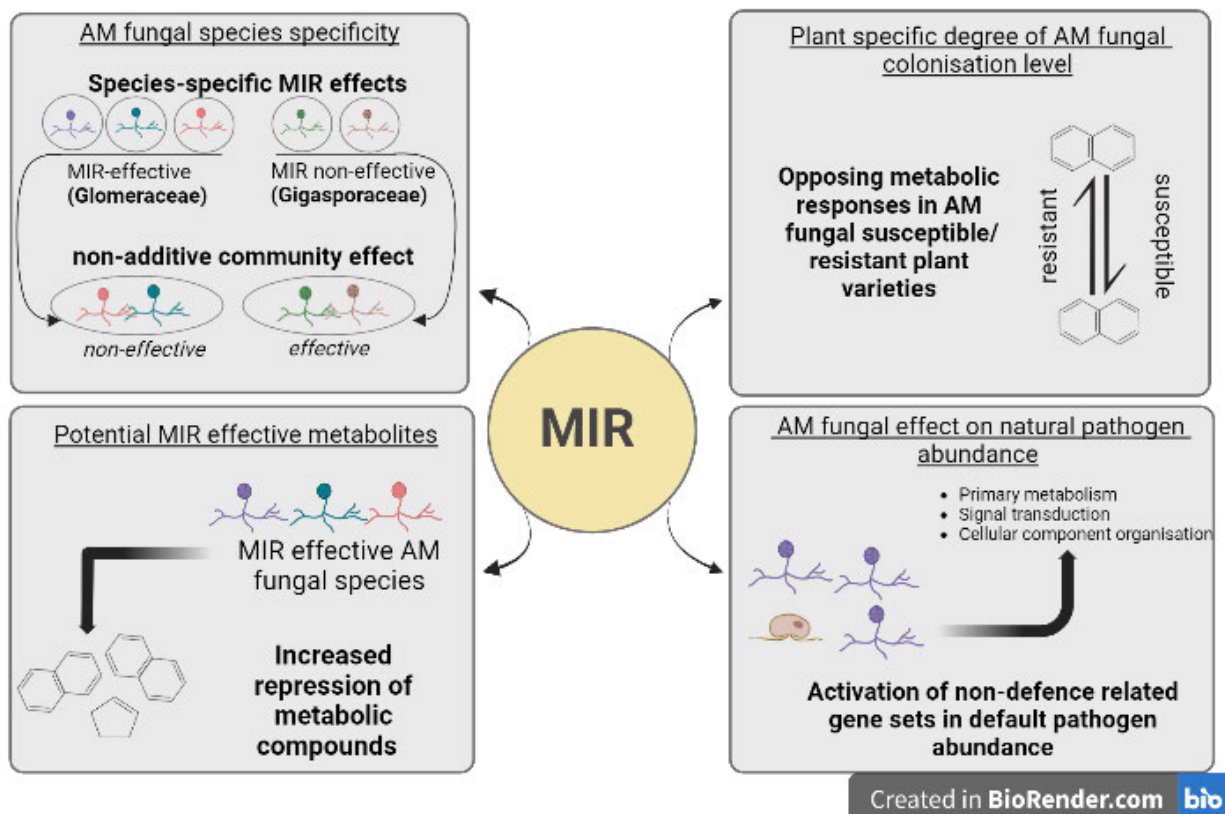 AM fungal species specificity
Species-specific MIR effects
MIR-effective
(Glomeraceae)
MIR non-effective
(Gigasporaceae)
non-additive community effect
non-effective
effective
Plant specific degree of AM fungal
colonisation level
Opposing metabolic
responses in AM
fungal susceptible/
resistant plant
varieties
resistant
susceptible
MIR
Potential MIR effective metabolites
MIR effective AM
fungal species
Increased
repression of
metabolic
compounds
AM fungal effect on natural pathogen
abundance
• Primary metabolism
• Signal transduction
• Cellular component organisation
Activation of non-defence related
gene sets in default pathogen
abundance
Created in BioRender.com bio